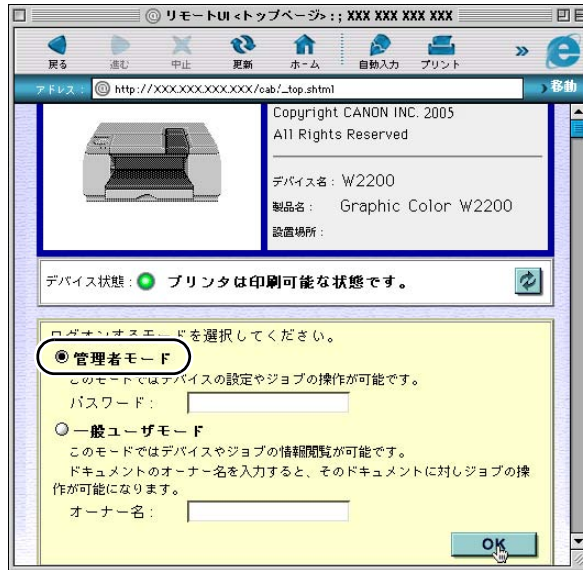 リモートUI <トップページ> : ; XXX XXX XXX XXX
戻る 進む 中止 更新 ホーム 自動入力 プリント »
アドレス : http://XXX.XXX.XXX.XXX/cab/_top.shtml 移動
Copyright CANON INC. 2005
All Rights Reserved
デバイス名 : W2200
製品名 : Graphic Color W2200
設置場所 :
デバイス状態 : プリンタは印刷可能な状態です。
ログオンするモードを選択してください。
管理者モード
このモードではデバイスの設定やジョブの操作が可能です。
パスワード :
一般ユーザモード
このモードではデバイスやジョブの情報閲覧が可能です。
ドキュメントのオーナー名を入力すると、そのドキュメントに対しジョブの操
作が可能になります。
オーナー名 :
OK